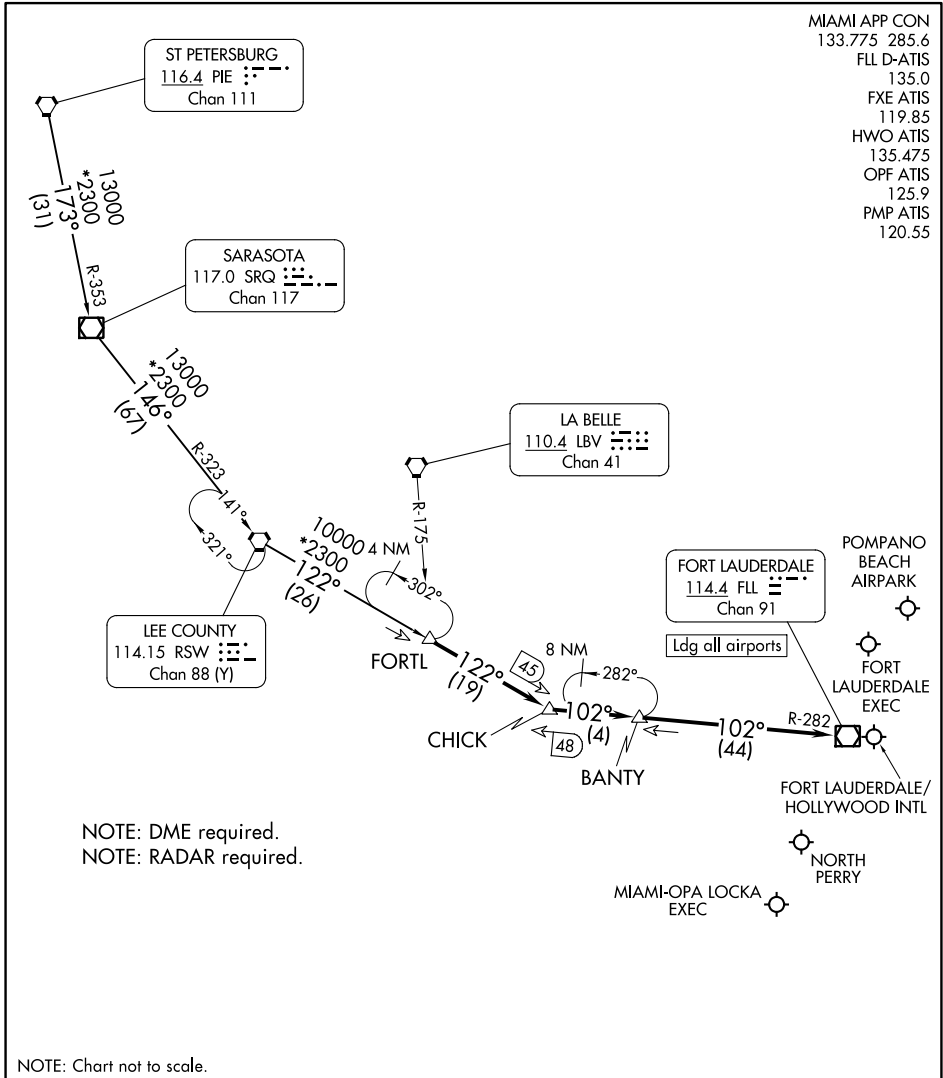 MIAMI APP CON
133.775 285.6
FLL D-ATIS
135.0
FXE ATIS
119.85
HWO ATIS
135.475
OPF ATIS
125.9
PMP ATIS
120.55
ST PETERSBURG
116.4 PIE
Chan 111
13000
*2300
173°
(31)
R-353
SARASOTA
117.0 SRQ
Chan 117
13000
*2300
146°
(67)
R-323
141°
321°
LA BELLE
110.4 LBV
Chan 41
R-175
10000
*2300
122°
(26)
4 NM
302°
LEE COUNTY
114.15 RSW
Chan 88 (Y)
FORTL
122°
(19)
45
8 NM
282°
CHICK
102°
(4)
48
BANTY
FORT LAUDERDALE
114.4 FLL
Chan 91
Ldg all airports
102°
(44)
R-282
POMPANO
BEACH
AIRPARK
FORT
LAUDERDALE
EXEC
FORT LAUDERDALE/
HOLLYWOOD INTL
NORTH
PERRY
MIAMI-OPA LOCKA
EXEC
NOTE: DME required.
NOTE: RADAR required.
NOTE: Chart not to scale.